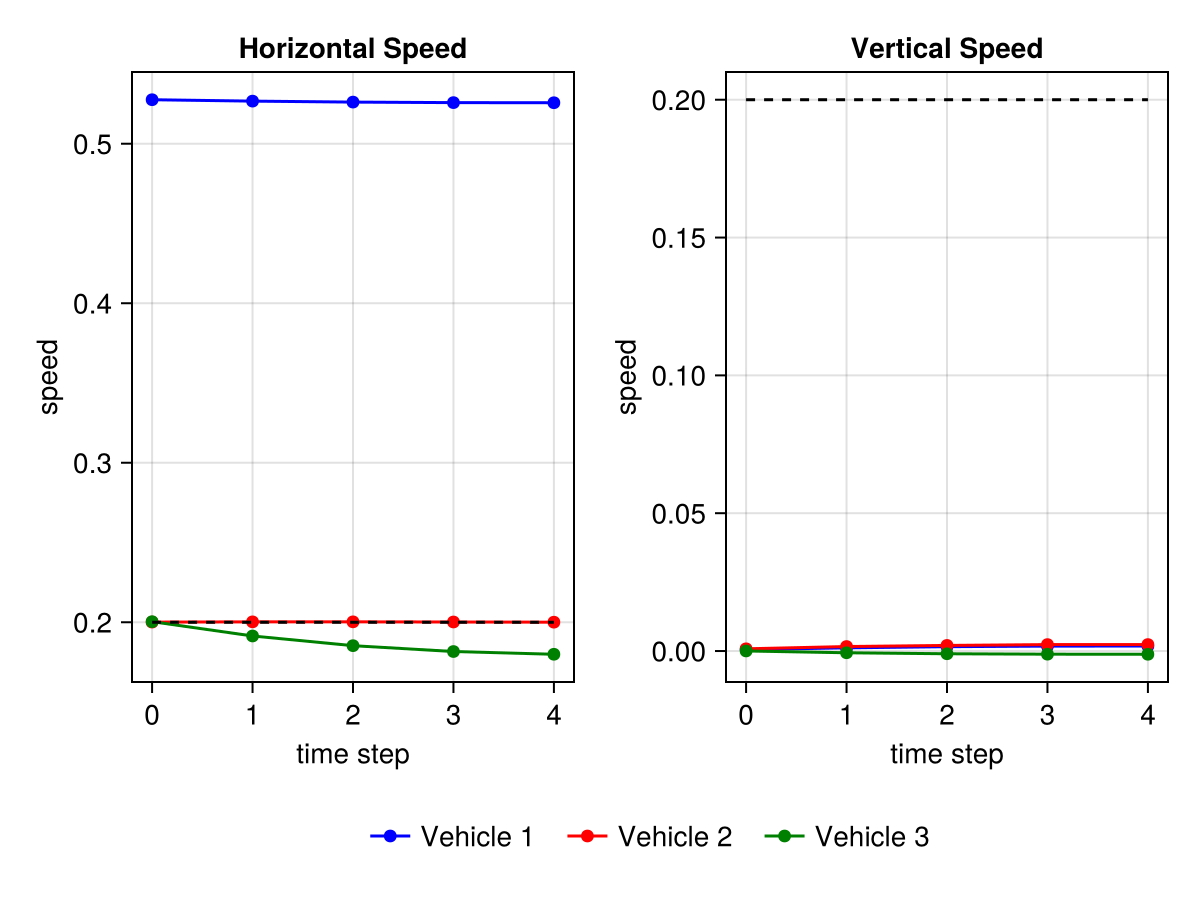 Horizontal Speed
speed
0.5
0.4
0.3
0.2
0
1
2
3
4
time step
Vertical Speed
speed
0.20
0.15
0.10
0.05
0.00
0
1
2
3
4
time step
Vehicle 1
Vehicle 2
Vehicle 3